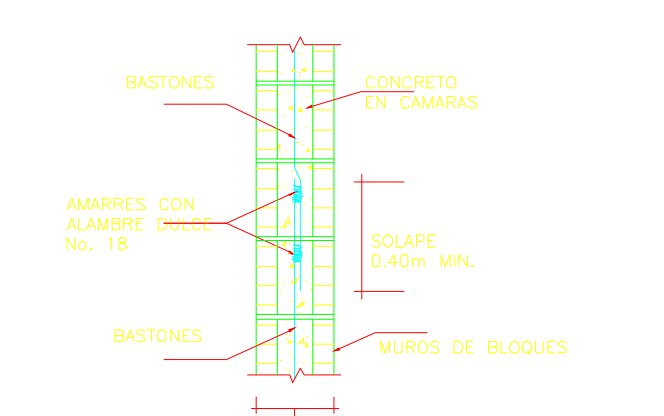 BASTONES
CONCRETO
EN CAMARAS
AMARRES CON
ALAMBRE DULCE
No. 18
SOLAPE
0.40m MIN.
BASTONES
MUROS DE BLOQUES